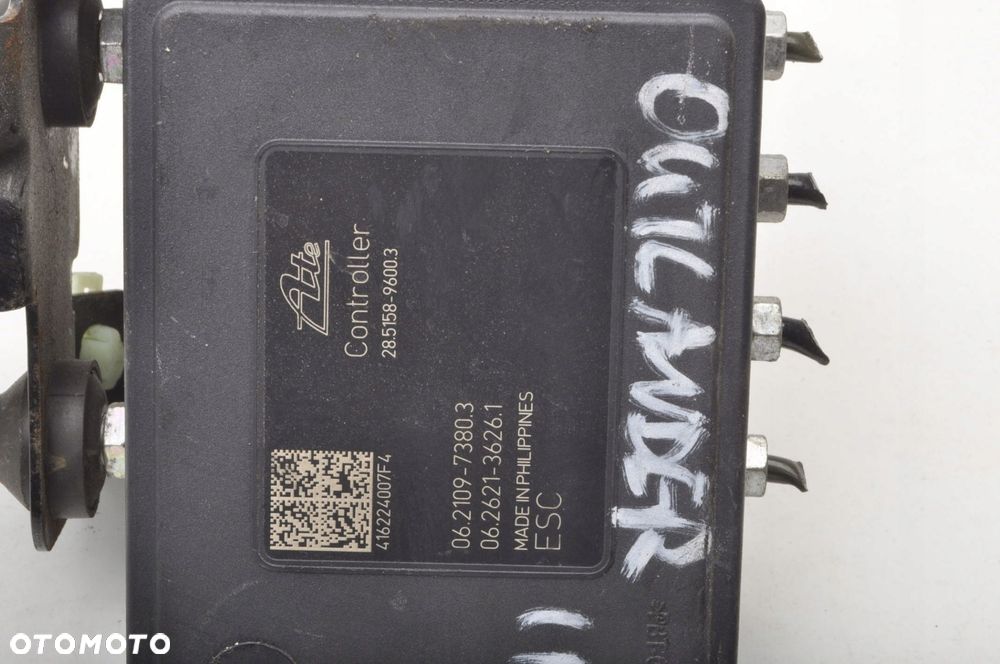 Ate
Controller
28.5158-9600.3
416224007F4
06.2109-7380.3
06.2621-3626.1
MADE IN PHILIPPINES
ESC
OUTLANDER
OTOMOTO